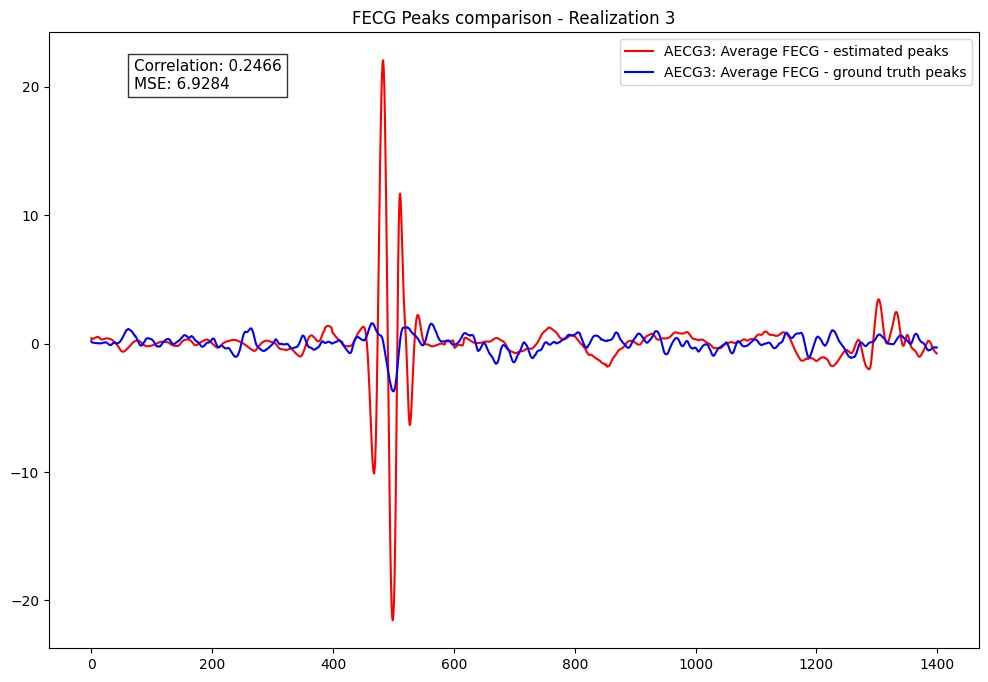 FECG Peaks comparison - Realization 3
Correlation: 0.2466
MSE: 6.9284
AECG3: Average FECG - estimated peaks
AECG3: Average FECG - ground truth peaks
20
10
0
−10
−20
0 200 400 600 800 1000 1200 1400